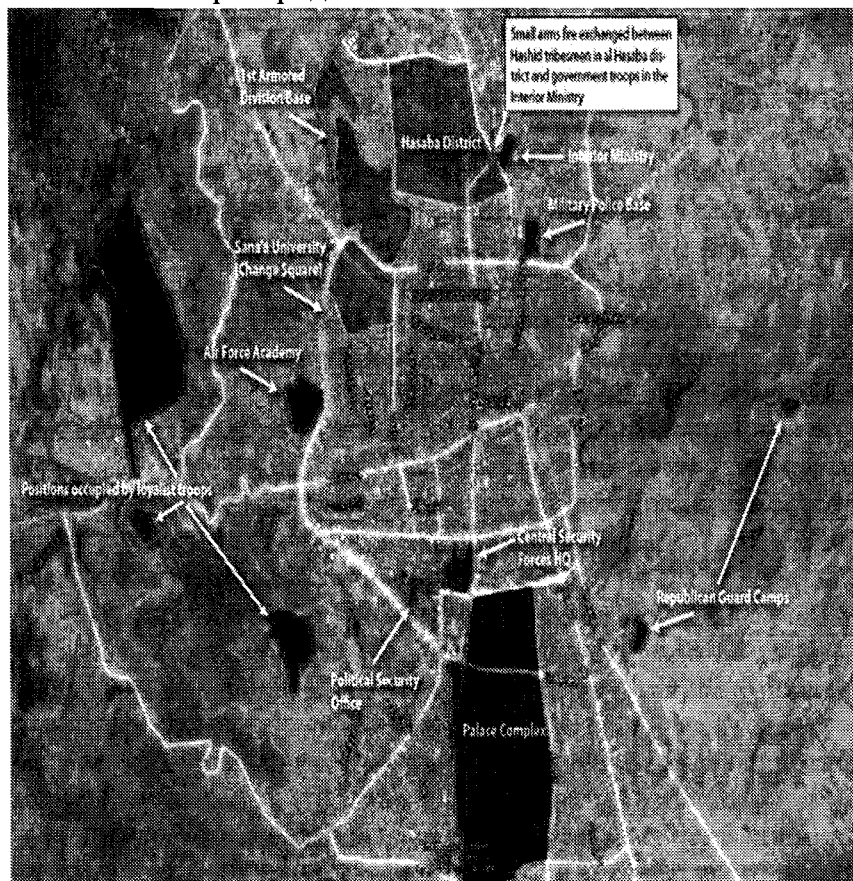 Small arms fire exchanged between
Hashid tribesmen in al Hasaba dis-
trict and government troops in the
Interior Ministry
1st Armored
Division Base
Hasaba District
Interior Ministry
Military Police Base
Sana'a University
(Change Square)
Air Force Academy
Positions occupied by loyalist troops
Central Security
Forces HQ
Republican Guard Camps
Political Security
Office
Palace Complex